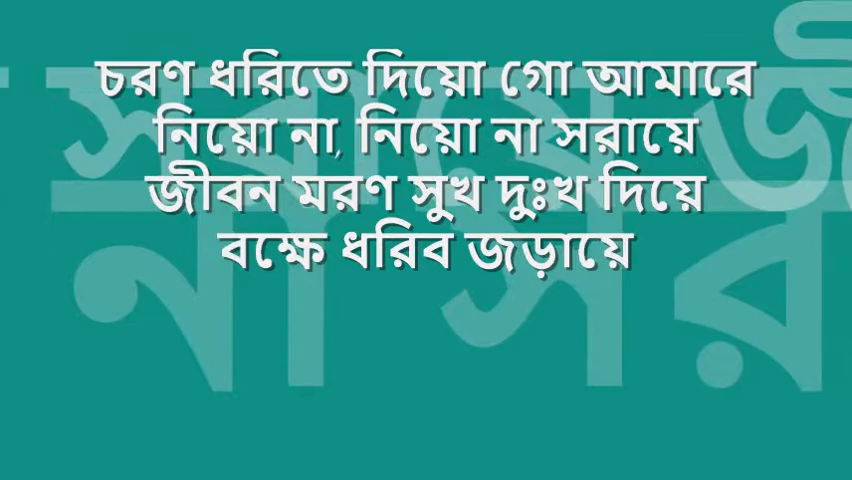 চরণ ধরিতে দিয়ো গো আমারে
নিয়ো না, নিয়ো না সরায়ে
জীবন মরণ সুখ দুঃখ দিয়ে
বক্ষে ধরিব জড়ায়ে